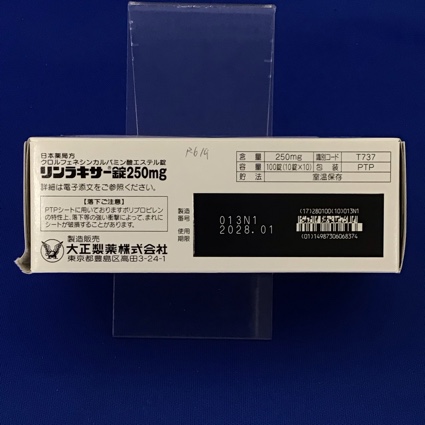 日本薬局方
クロルフェネシンカルバミン酸エステル錠
リンラキサー錠250mg
詳細は電子添文をご参照ください。
【落下ご注意】
PTPシートに用いておりますポリプロピレン
の特性上、落下等の強い衝撃によって、まれに
シートが破損することがあります。
製造販売
大正製薬株式会社
東京都豊島区高田3-24-1
含量 250mg 識別コード T737
容量 100錠(10錠×10) 包装 PTP
貯法 室温保存
製造番号 013N1
使用期限 2028.01
(17)280100(10)013N1
(01)14987306068374